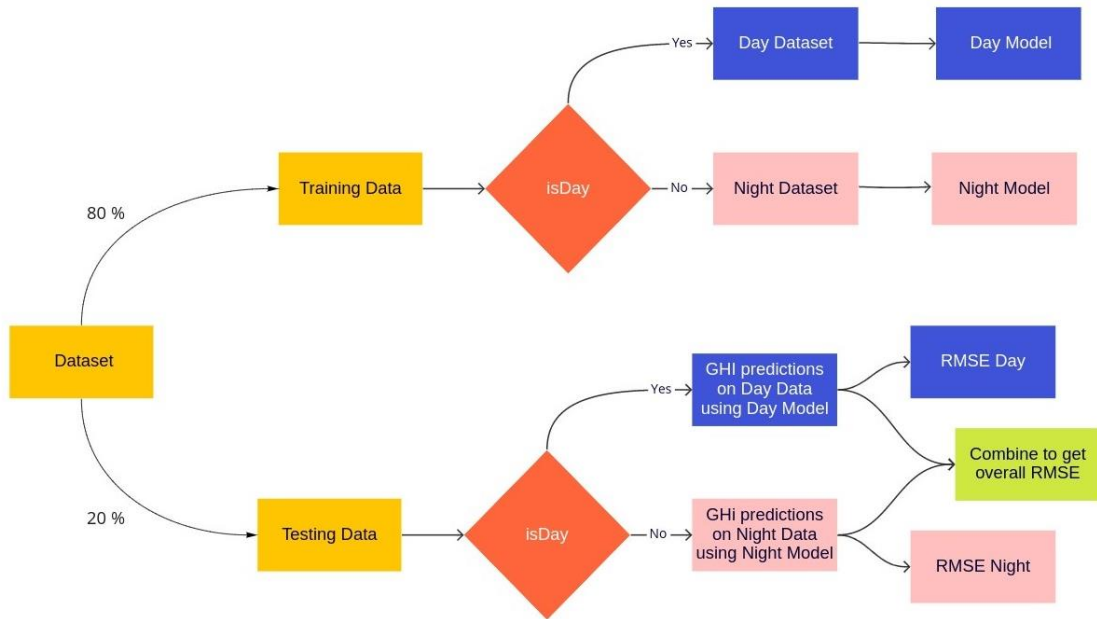 Yes
Day Dataset
Day Model
Training Data
isDay
No
Night Dataset
Night Model
80 %
Dataset
GHI predictions
on Day Data
using Day Model
RMSE Day
Yes
Combine to get
overall RMSE
20 %
Testing Data
isDay
No
GHi predictions
on Night Data
using Night Model
RMSE Night